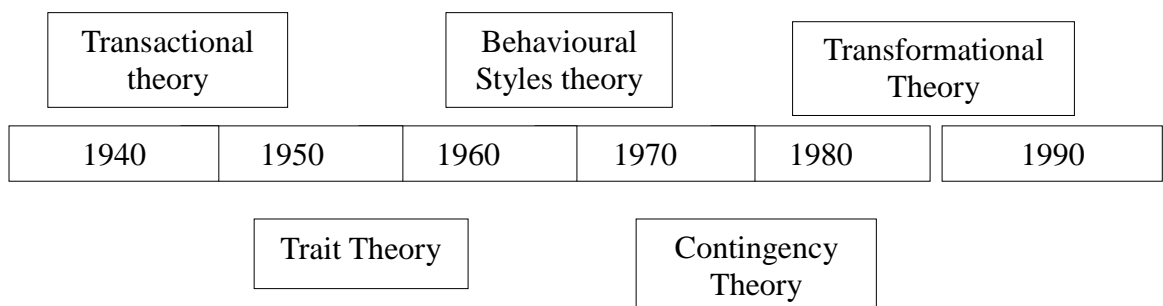 Transactional
theory
Behavioural
Styles theory
Transformational
Theory
1940 1950 1960 1970 1980 1990
Trait Theory
Contingency
Theory